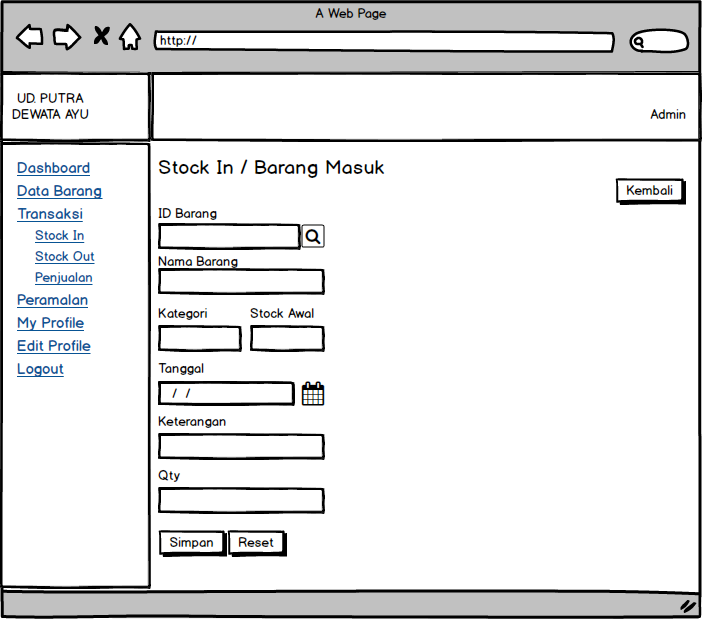 A Web Page
http://
UD. PUTRA
DEWATA AYU
Admin
Dashboard
Data Barang
Transaksi
Stock In
Stock Out
Penjualan
Peramalan
My Profile
Edit Profile
Logout
Stock In / Barang Masuk
Kembali
ID Barang
Nama Barang
Kategori Stock Awal
Tanggal
/ /
Keterangan
Qty
Simpan Reset